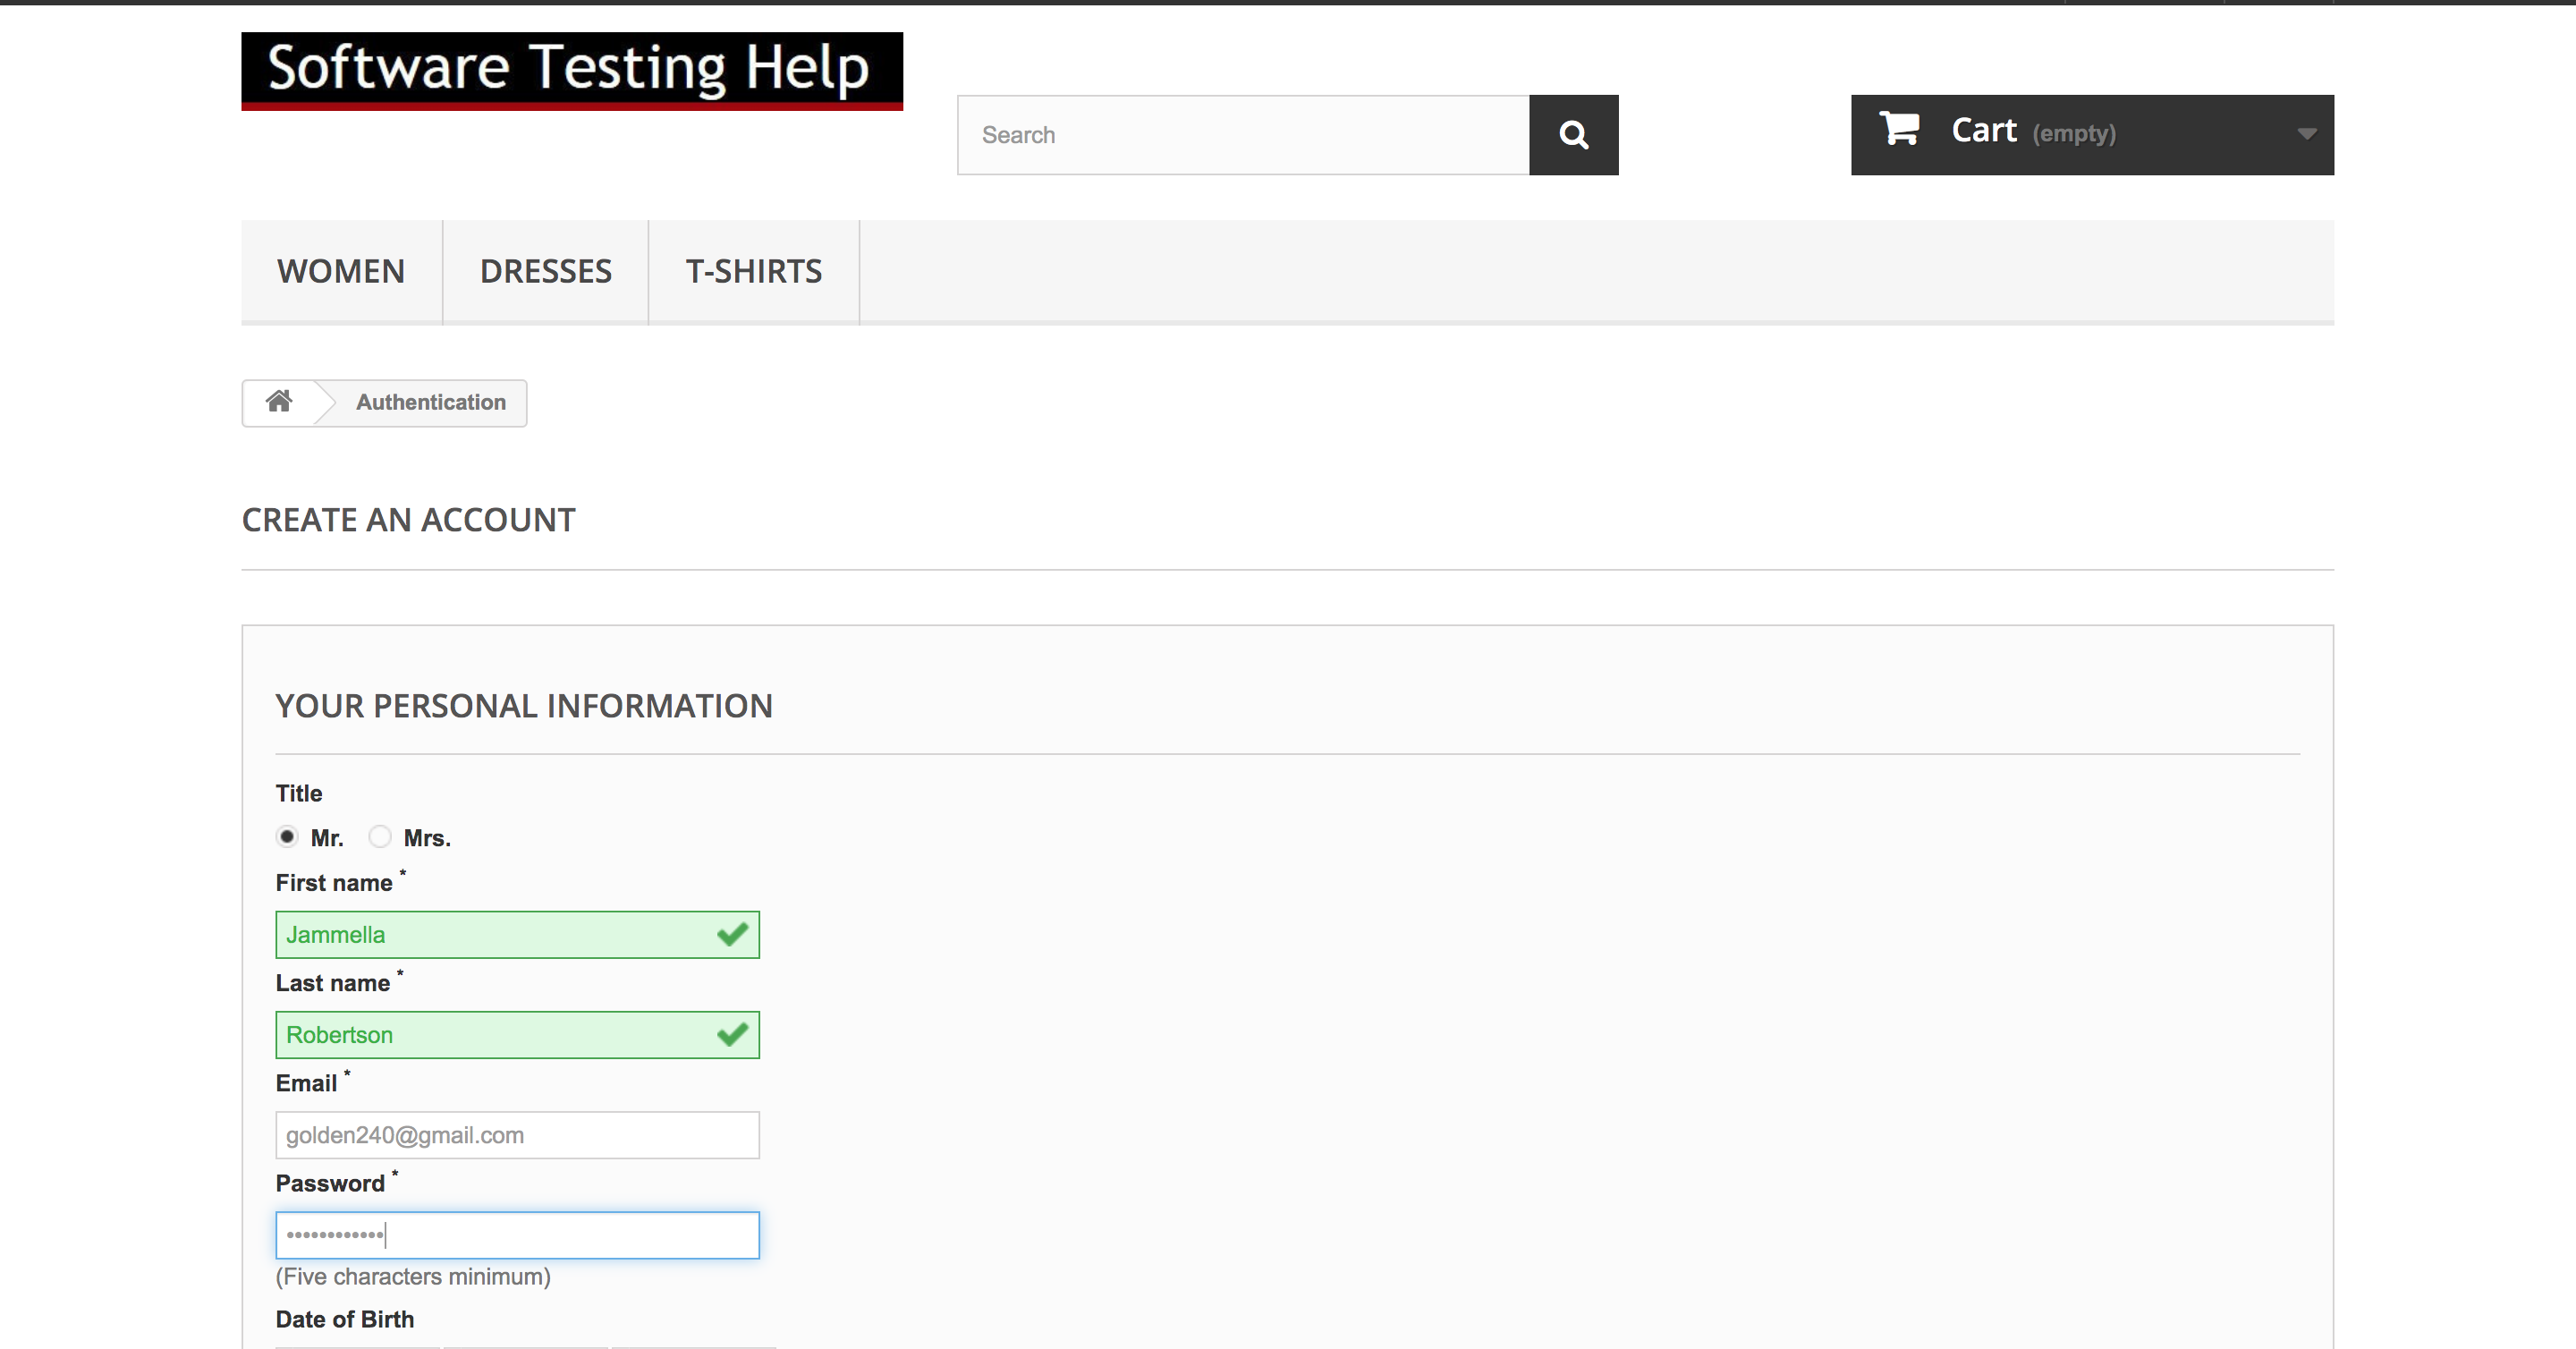 Software Testing Help
Search
Cart (empty)
WOMEN DRESSES T-SHIRTS
Authentication
CREATE AN ACCOUNT
YOUR PERSONAL INFORMATION
Title
Mr. Mrs.
First name *
Jammella
Last name *
Robertson
Email *
golden240@gmail.com
Password *
••••••••••••
(Five characters minimum)
Date of Birth